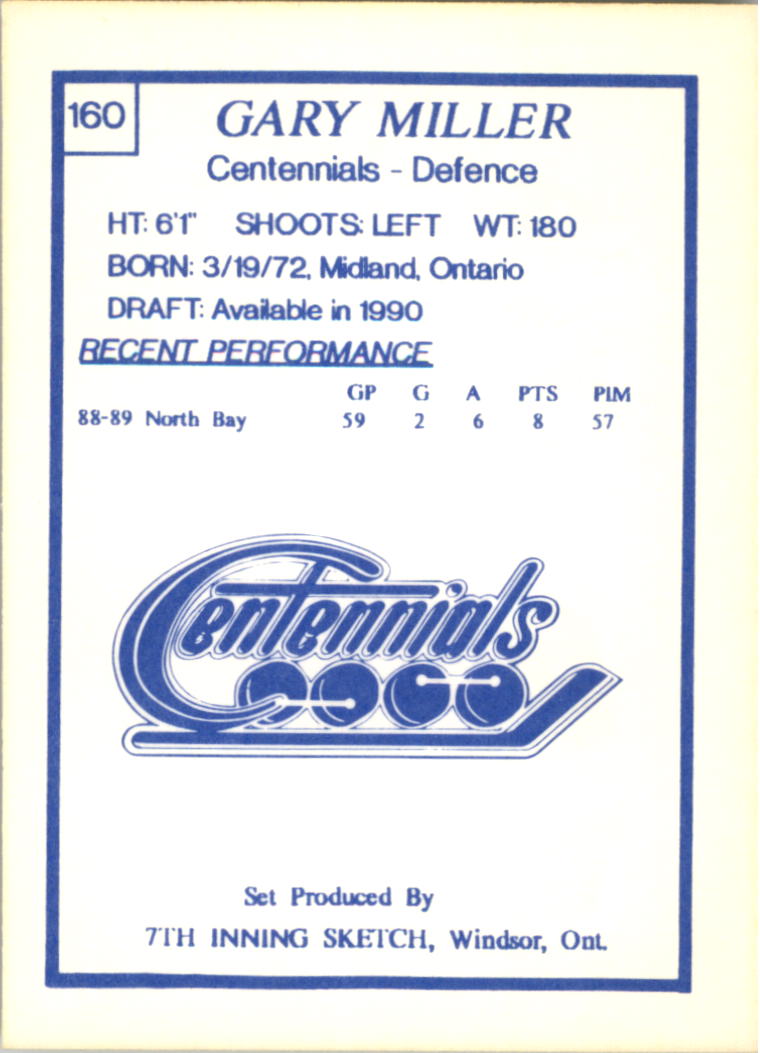 160
GARY MILLER
Centennials - Defence
HT: 6'1" SHOOTS: LEFT WT: 180
BORN: 3/19/72, Midland, Ontario
DRAFT: Available in 1990
RECENT PERFORMANCE
GP G A PTS PIM
88-89 North Bay 59 2 6 8 57
Centennials
Set Produced By
7TH INNING SKETCH, Windsor, Ont.